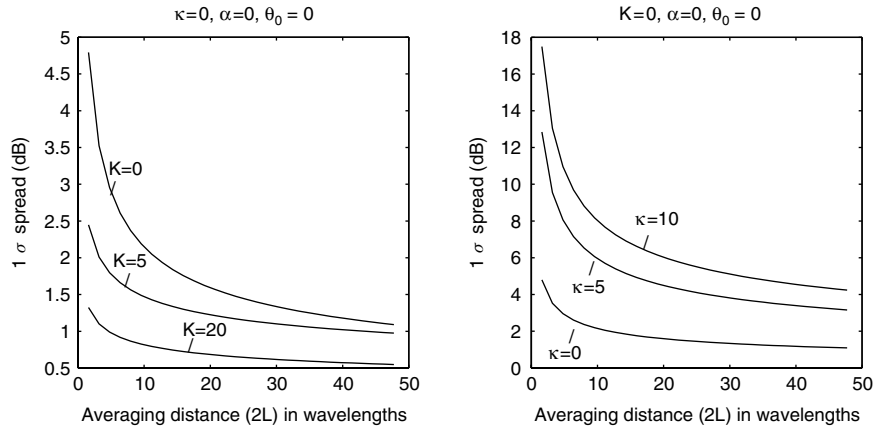 κ=0, α=0, θ₀ = 0
5
4.5
4
3.5
3
2.5
2
1.5
1
0.5
1 σ spread (dB)
K=0
K=5
K=20
0 10 20 30 40 50
Averaging distance (2L) in wavelengths
K=0, α=0, θ₀ = 0
18
16
14
12
10
8
6
4
2
0
1 σ spread (dB)
κ=10
κ=5
κ=0
0 10 20 30 40 50
Averaging distance (2L) in wavelengths